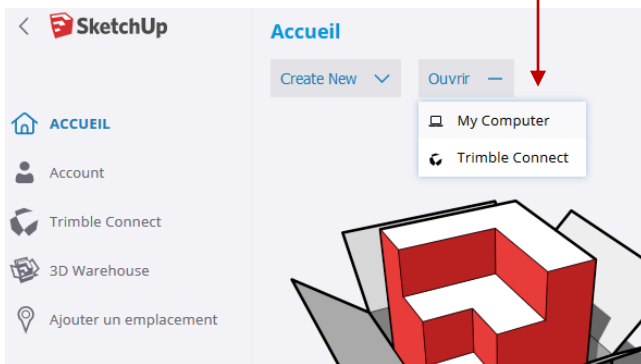 SketchUp
Accueil
Create New
Ouvrir
My Computer
Trimble Connect
ACCUEIL
Account
Trimble Connect
3D Warehouse
Ajouter un emplacement